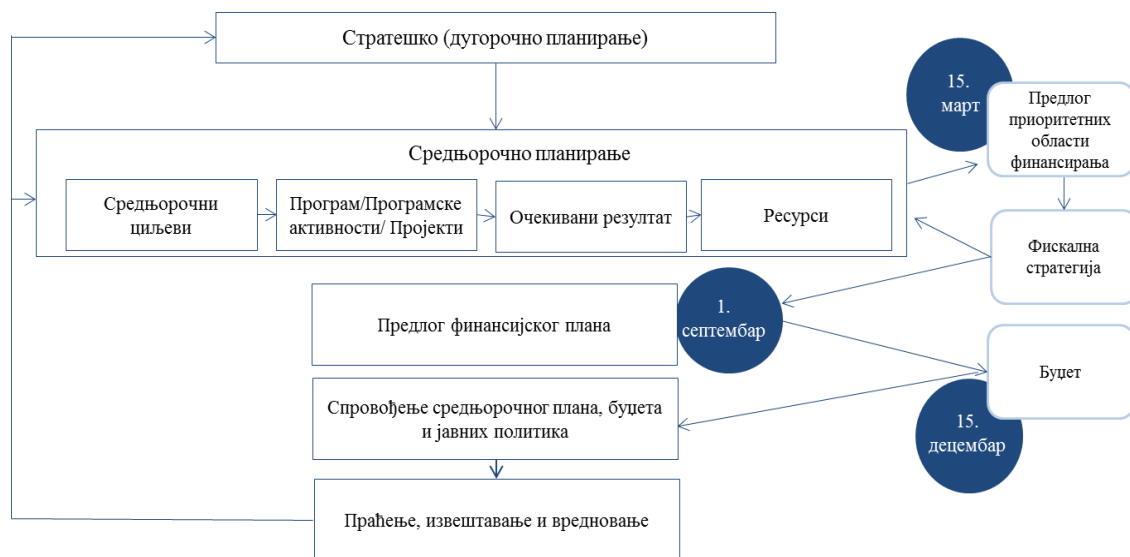 Стратешко (дугорочно планирање)
15.
март
Предлог
приоритетних
области
финансирања
Средњорочно планирање
Средњорочни
циљеви
Програм/Програмске
активности/ Пројекти
Очекивани резултат
Ресурси
Фискална
стратегија
Предлог финансијског плана
1.
септембар
Буџет
15.
децембар
Спровођење средњорочног плана, буџета
и јавних политика
Праћење, извештавање и вредновање